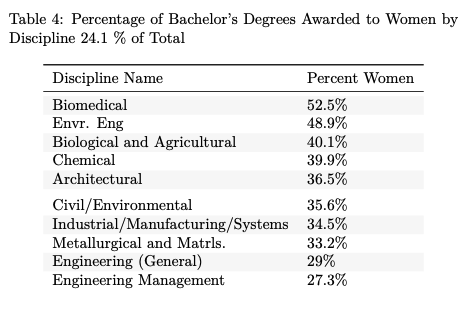 Table 4: Percentage of Bachelor's Degrees Awarded to Women by
Discipline 24.1 % of Total
Discipline Name Percent Women
Biomedical 52.5%
Envr. Eng 48.9%
Biological and Agricultural 40.1%
Chemical 39.9%
Architectural 36.5%
Civil/Environmental 35.6%
Industrial/Manufacturing/Systems 34.5%
Metallurgical and Matrls. 33.2%
Engineering (General) 29%
Engineering Management 27.3%